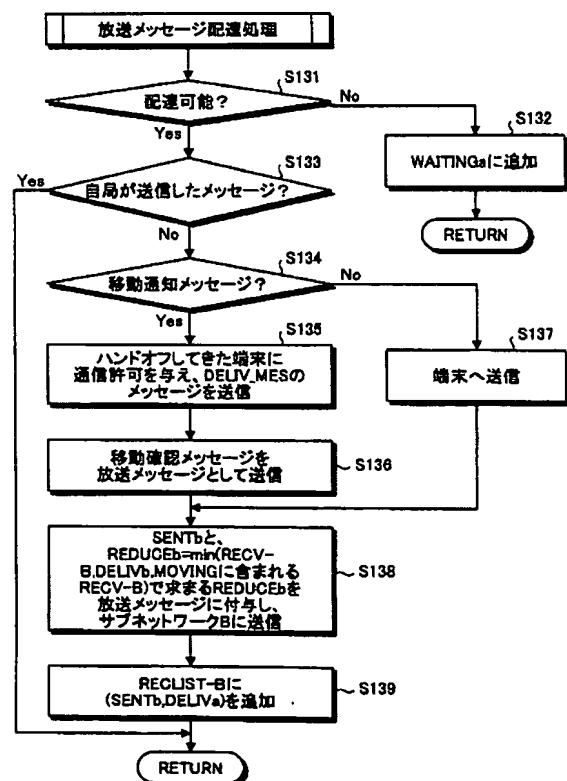 放送メッセージ配達処理
S131
配達可能?
No
Yes
S132
WAITINGaに追加
RETURN
S133
自局が送信したメッセージ?
Yes
No
S134
移動通知メッセージ?
No
Yes
S135
ハンドオフしてきた端末に
通信許可を与え、DELIV_MESの
メッセージを送信
S137
端末へ送信
移動確認メッセージを
放送メッセージとして送信
S136
SENTbと、
REDUCEb=min(RECV-
B,DELIVb,MOVINGに含まれる
RECV-B)で求まるREDUCEbを
放送メッセージに付与し、
サブネットワークBに送信
S138
RECLIST-Bに
(SENTb,DELIVa)を追加
S139
RETURN